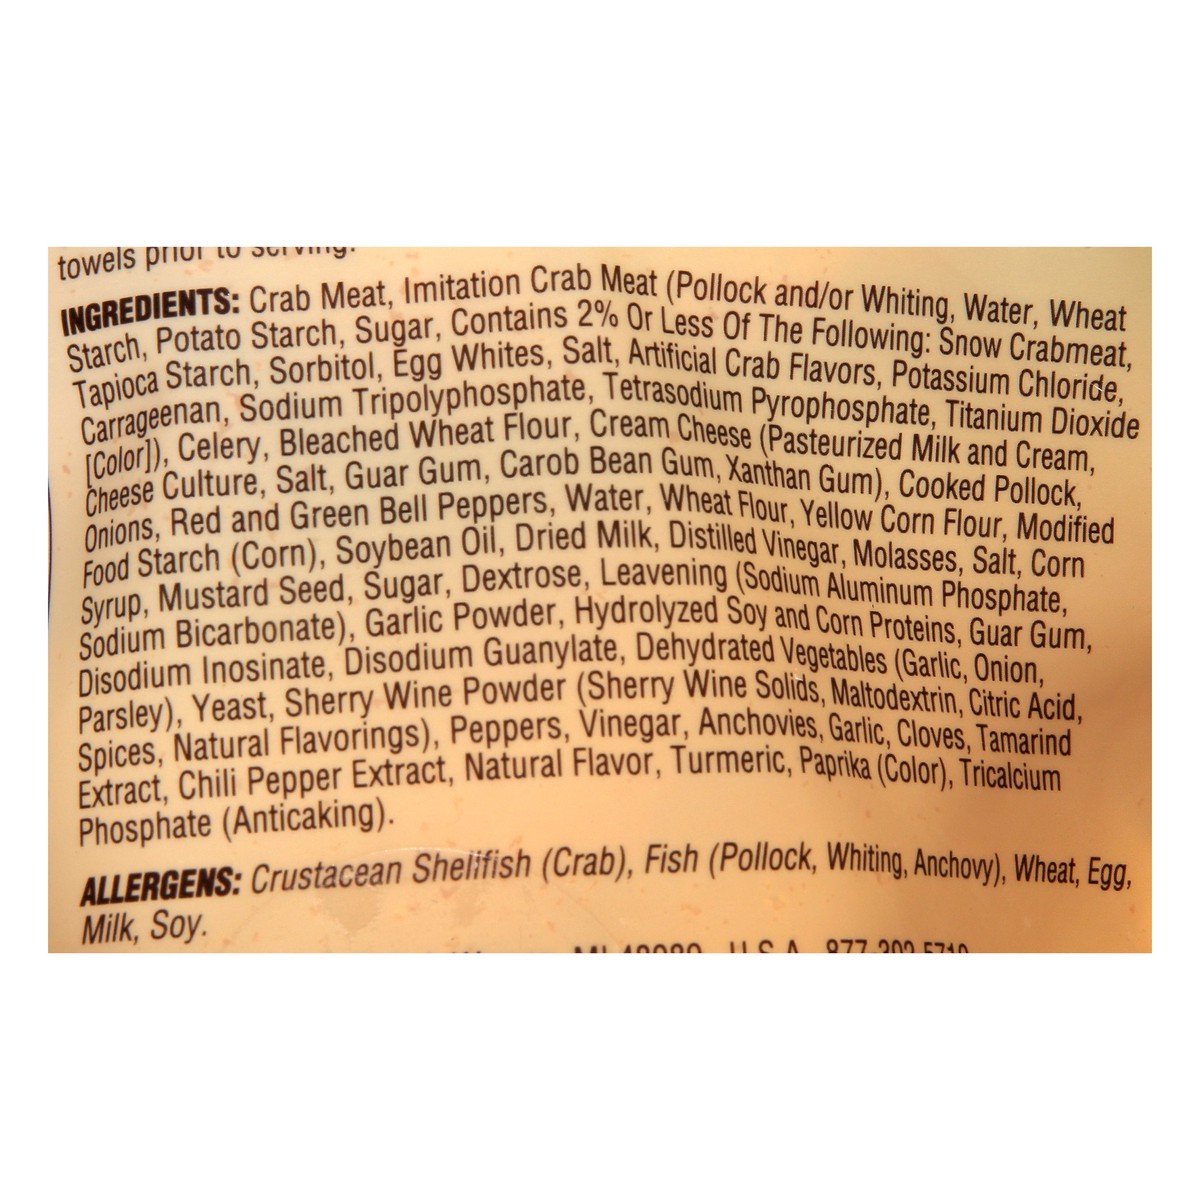 towels prior to serving.
INGREDIENTS: Crab Meat, Imitation Crab Meat (Pollock and/or Whiting, Water, Wheat
Starch, Potato Starch, Sugar, Contains 2% Or Less Of The Following: Snow Crabmeat,
Tapioca Starch, Sorbitol, Egg Whites, Salt, Artificial Crab Flavors, Potassium Chloride,
Carrageenan, Sodium Tripolyphosphate, Tetrasodium Pyrophosphate, Titanium Dioxide
[Color]), Celery, Bleached Wheat Flour, Cream Cheese (Pasteurized Milk and Cream,
Cheese Culture, Salt, Guar Gum, Carob Bean Gum, Xanthan Gum), Cooked Pollock,
Onions, Red and Green Bell Peppers, Water, Wheat Flour, Yellow Corn Flour, Modified
Food Starch (Corn), Soybean Oil, Dried Milk, Distilled Vinegar, Molasses, Salt, Corn
Syrup, Mustard Seed, Sugar, Dextrose, Leavening (Sodium Aluminum Phosphate,
Sodium Bicarbonate), Garlic Powder, Hydrolyzed Soy and Corn Proteins, Guar Gum,
Disodium Inosinate, Disodium Guanylate, Dehydrated Vegetables (Garlic, Onion,
Parsley), Yeast, Sherry Wine Powder (Sherry Wine Solids, Maltodextrin, Citric Acid,
Spices, Natural Flavorings), Peppers, Vinegar, Anchovies, Garlic, Cloves, Tamarind
Extract, Chili Pepper Extract, Natural Flavor, Turmeric, Paprika (Color), Tricalcium
Phosphate (Anticaking).
ALLERGENS: Crustacean Shellfish (Crab), Fish (Pollock, Whiting, Anchovy), Wheat, Egg,
Milk, Soy.
U.S.A.